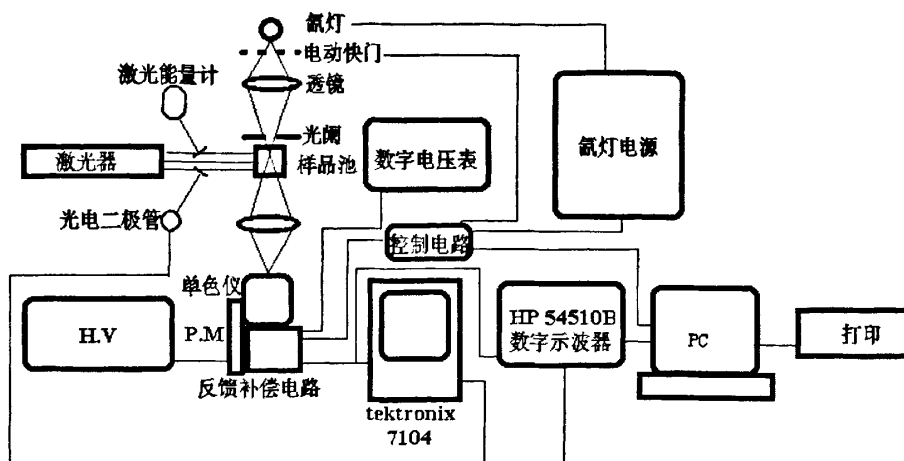 氙灯
电动快门
激光能量计
透镜
光阑
激光器
样品池
数字电压表
氙灯电源
光电二极管
控制电路
单色仪
H.V
P.M
HP 54510B
数字示波器
PC
打印
反馈补偿电路
tektronix
7104